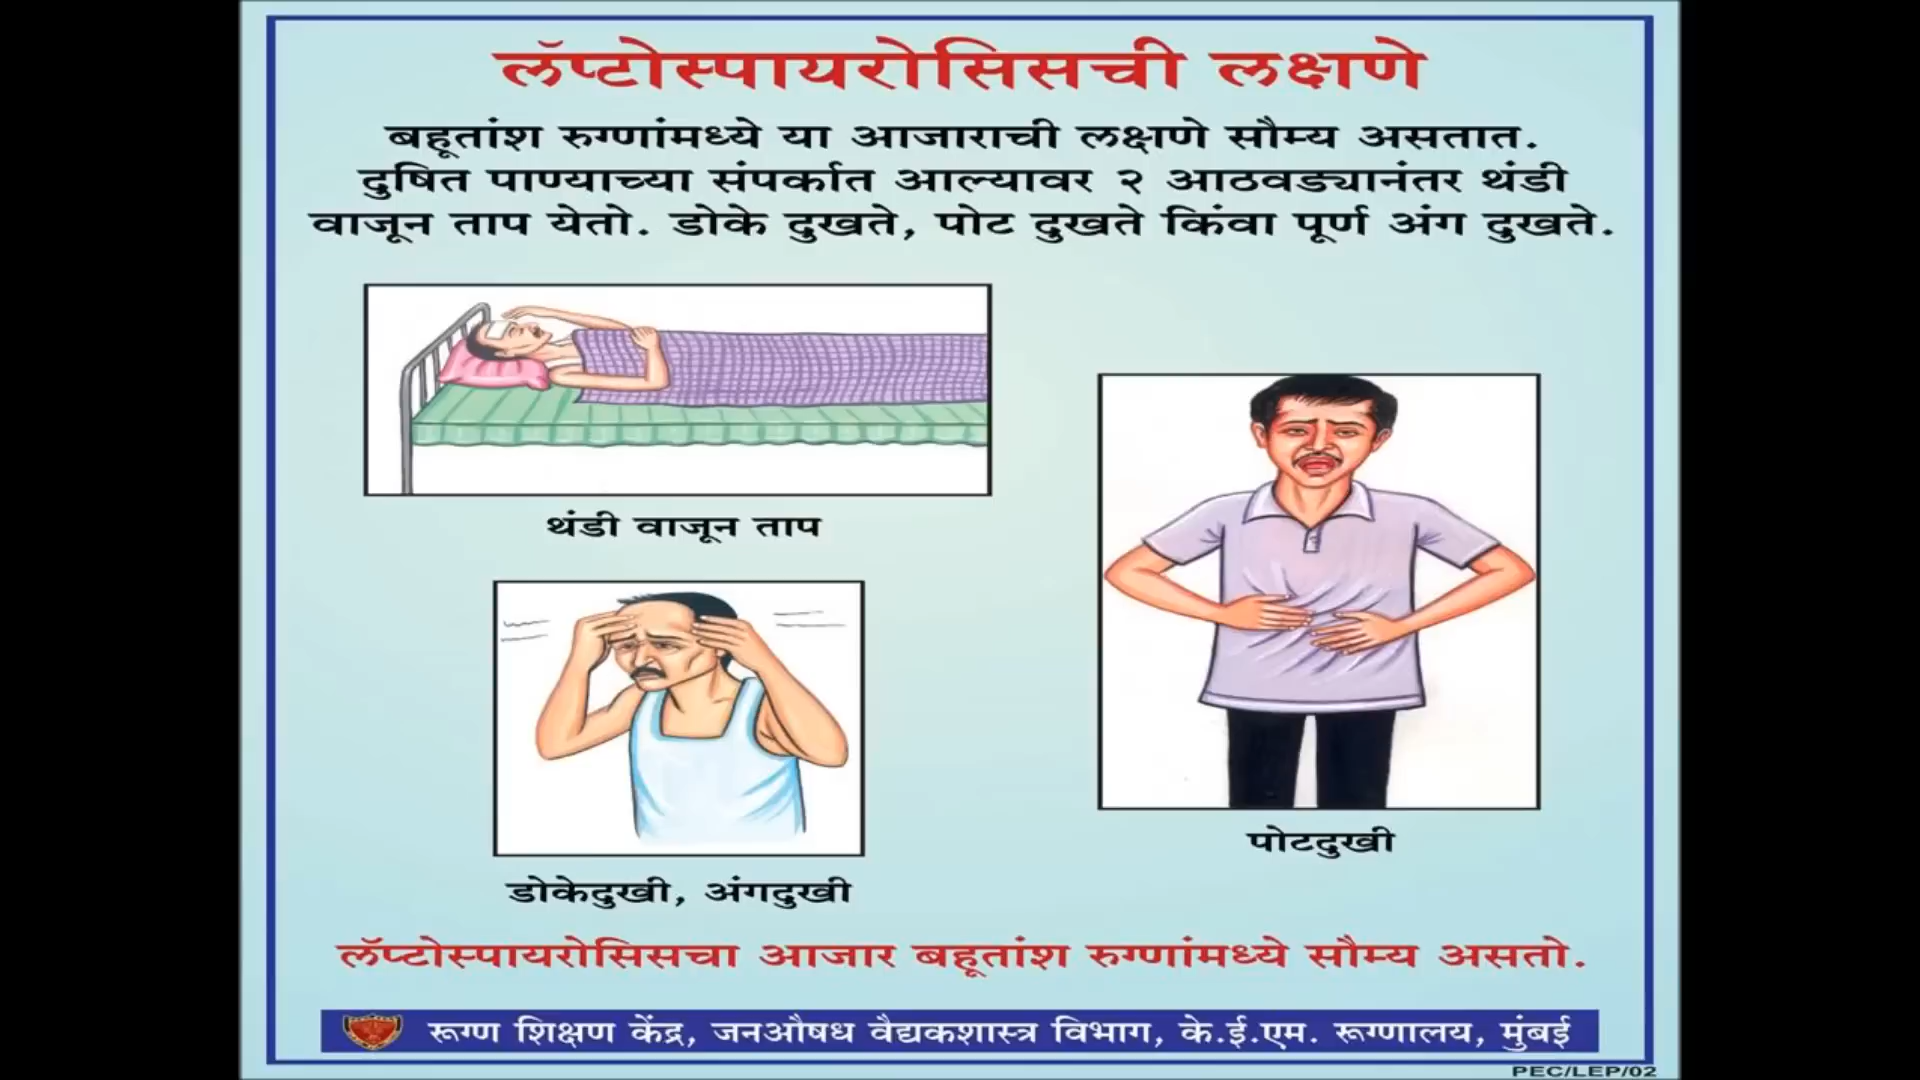 लॅप्टोस्पायरोसिसची लक्षणे
बहूतांश रुग्णांमध्ये या आजाराची लक्षणे सौम्य असतात.
दुषित पाण्याच्या संपर्कात आल्यावर २ आठवड्यानंतर थंडी
वाजून ताप येतो. डोके दुखते, पोट दुखते किंवा पूर्ण अंग दुखते.
थंडी वाजून ताप
डोकेदुखी, अंगदुखी
पोटदुखी
लॅप्टोस्पायरोसिसचा आजार बहूतांश रुग्णांमध्ये सौम्य असतो.
रूग्ण शिक्षण केंद्र, जनऔषध वैद्यकशास्त्र विभाग, के.ई.एम. रूग्णालय, मुंबई
PEC/LEP/02